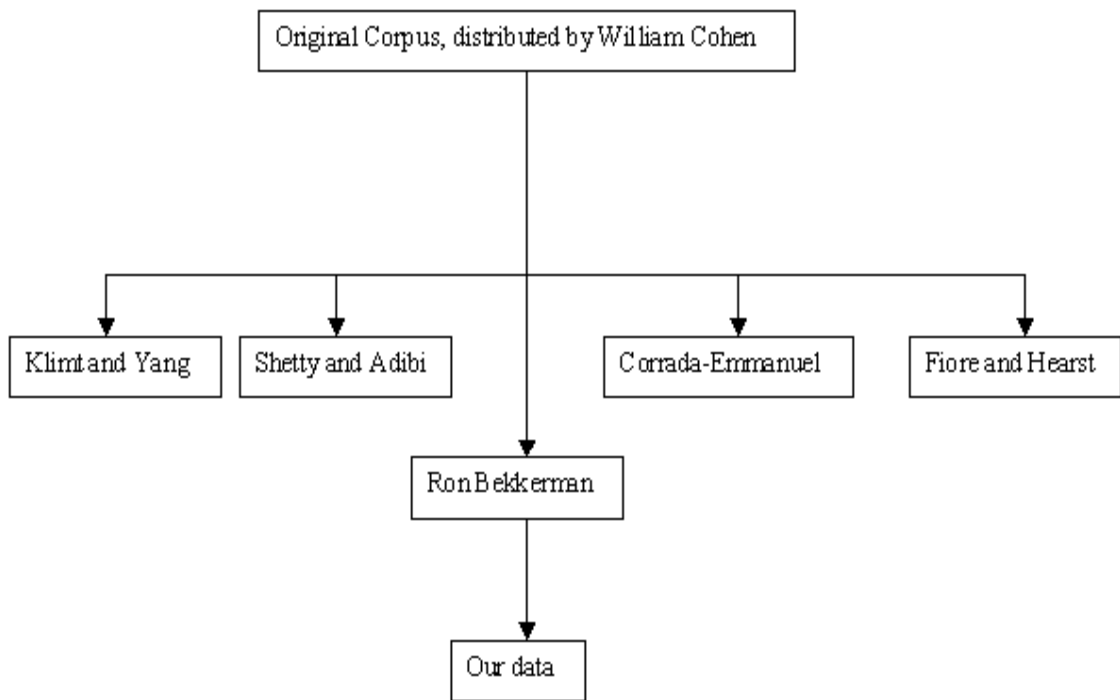 Original Corpus, distributed by William Cohen
Klimt and Yang
Shetty and Adibi
Corrada-Emmanuel
Fiore and Hearst
Ron Bekkerman
Our data